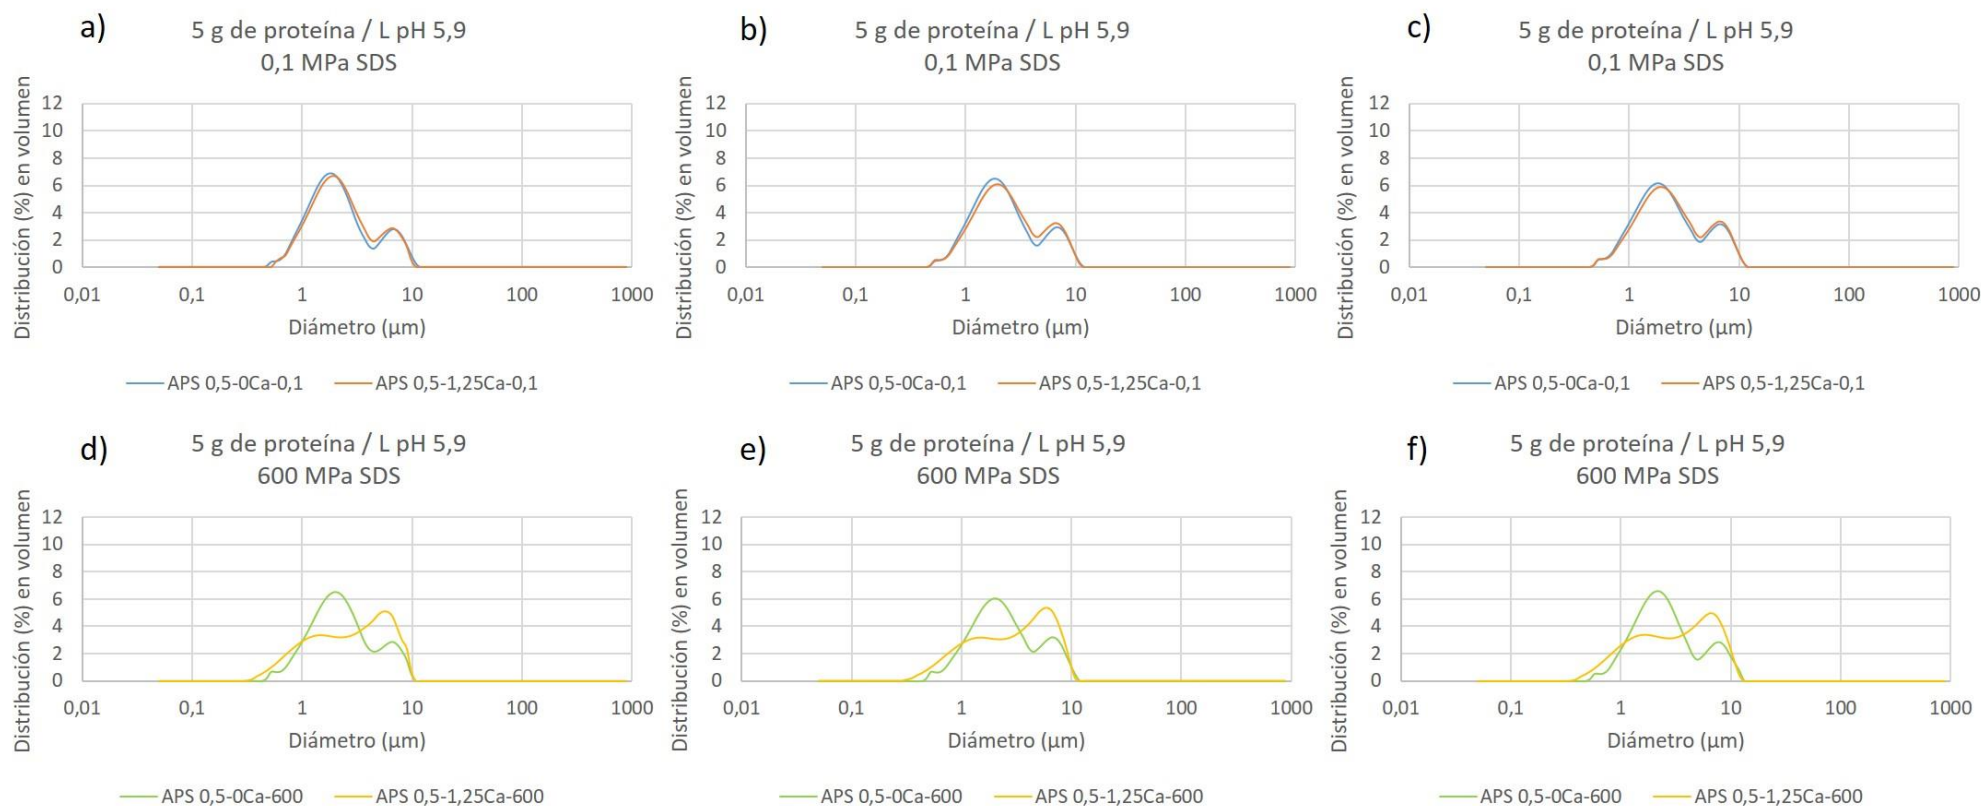 a)
5 g de proteína / L pH 5,9
0,1 MPa SDS
Distribución (%) en volumen
12
10
8
6
4
2
0
0,01 0,1 1 10 100 1000
Diámetro (µm)
APS 0,5-0Ca-0,1 APS 0,5-1,25Ca-0,1
b)
5 g de proteína / L pH 5,9
0,1 MPa SDS
Distribución (%) en volumen
12
10
8
6
4
2
0
0,01 0,1 1 10 100 1000
Diámetro (µm)
APS 0,5-0Ca-0,1 APS 0,5-1,25Ca-0,1
c)
5 g de proteína / L pH 5,9
0,1 MPa SDS
Distribución (%) en volumen
12
10
8
6
4
2
0
0,01 0,1 1 10 100 1000
Diámetro (µm)
APS 0,5-0Ca-0,1 APS 0,5-1,25Ca-0,1
d)
5 g de proteína / L pH 5,9
600 MPa SDS
Distribución (%) en volumen
12
10
8
6
4
2
0
0,01 0,1 1 10 100 1000
Diámetro (µm)
APS 0,5-0Ca-600 APS 0,5-1,25Ca-600
e)
5 g de proteína / L pH 5,9
600 MPa SDS
Distribución (%) en volumen
12
10
8
6
4
2
0
0,01 0,1 1 10 100 1000
Diámetro (µm)
APS 0,5-0Ca-600 APS 0,5-1,25Ca-600
f)
5 g de proteína / L pH 5,9
600 MPa SDS
Distribución (%) en volumen
12
10
8
6
4
2
0
0,01 0,1 1 10 100 1000
Diámetro (µm)
APS 0,5-0Ca-600 APS 0,5-1,25Ca-600